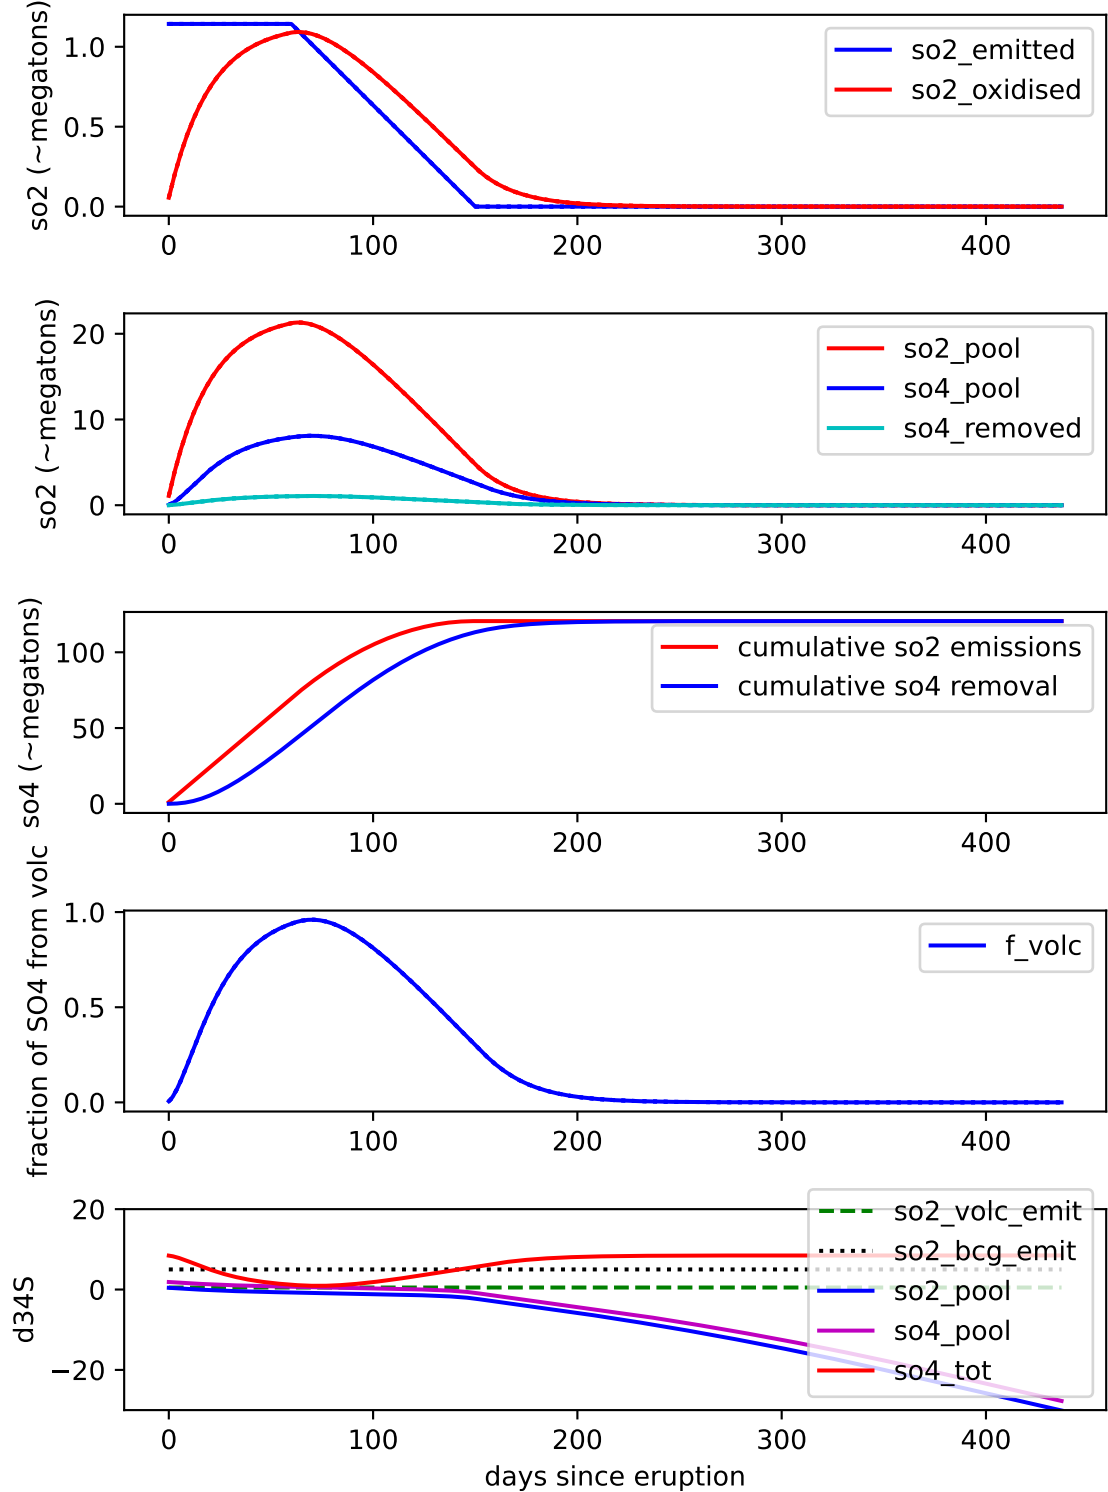 so2 (~megatons)
1.0
0.5
0.0
so2_emitted
so2_oxidised
0 100 200 300 400
so2 (~megatons)
20
10
0
so2_pool
so4_pool
so4_removed
0 100 200 300 400
so4 (~megatons)
100
50
0
cumulative so2 emissions
cumulative so4 removal
0 100 200 300 400
fraction of SO4 from volc
1.0
0.5
0.0
f_volc
0 100 200 300 400
d34S
20
0
−20
so2_volc_emit
so2_bcg_emit
so2_pool
so4_pool
so4_tot
0 100 200 300 400
days since eruption